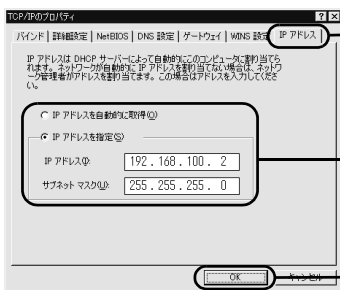 TCP/IPのプロパティ
バインド | 詳細設定 | NetBIOS | DNS 設定 | ゲートウェイ | WINS 設定 | IP アドレス
IP アドレスは DHCP サーバーによって自動的にこのコンピュータに割り当てら
れます。ネットワークが自動的に IP アドレスを割り当てない場合は、ネットワ
ーク管理者がアドレスを割り当てます。この場合はアドレスを入力してくださ
い。
IP アドレスを自動的に取得(O)
IP アドレスを指定(S)
IP アドレス(I): 192.168.100. 2
サブネット マスク(U): 255.255.255. 0
OK キャンセル